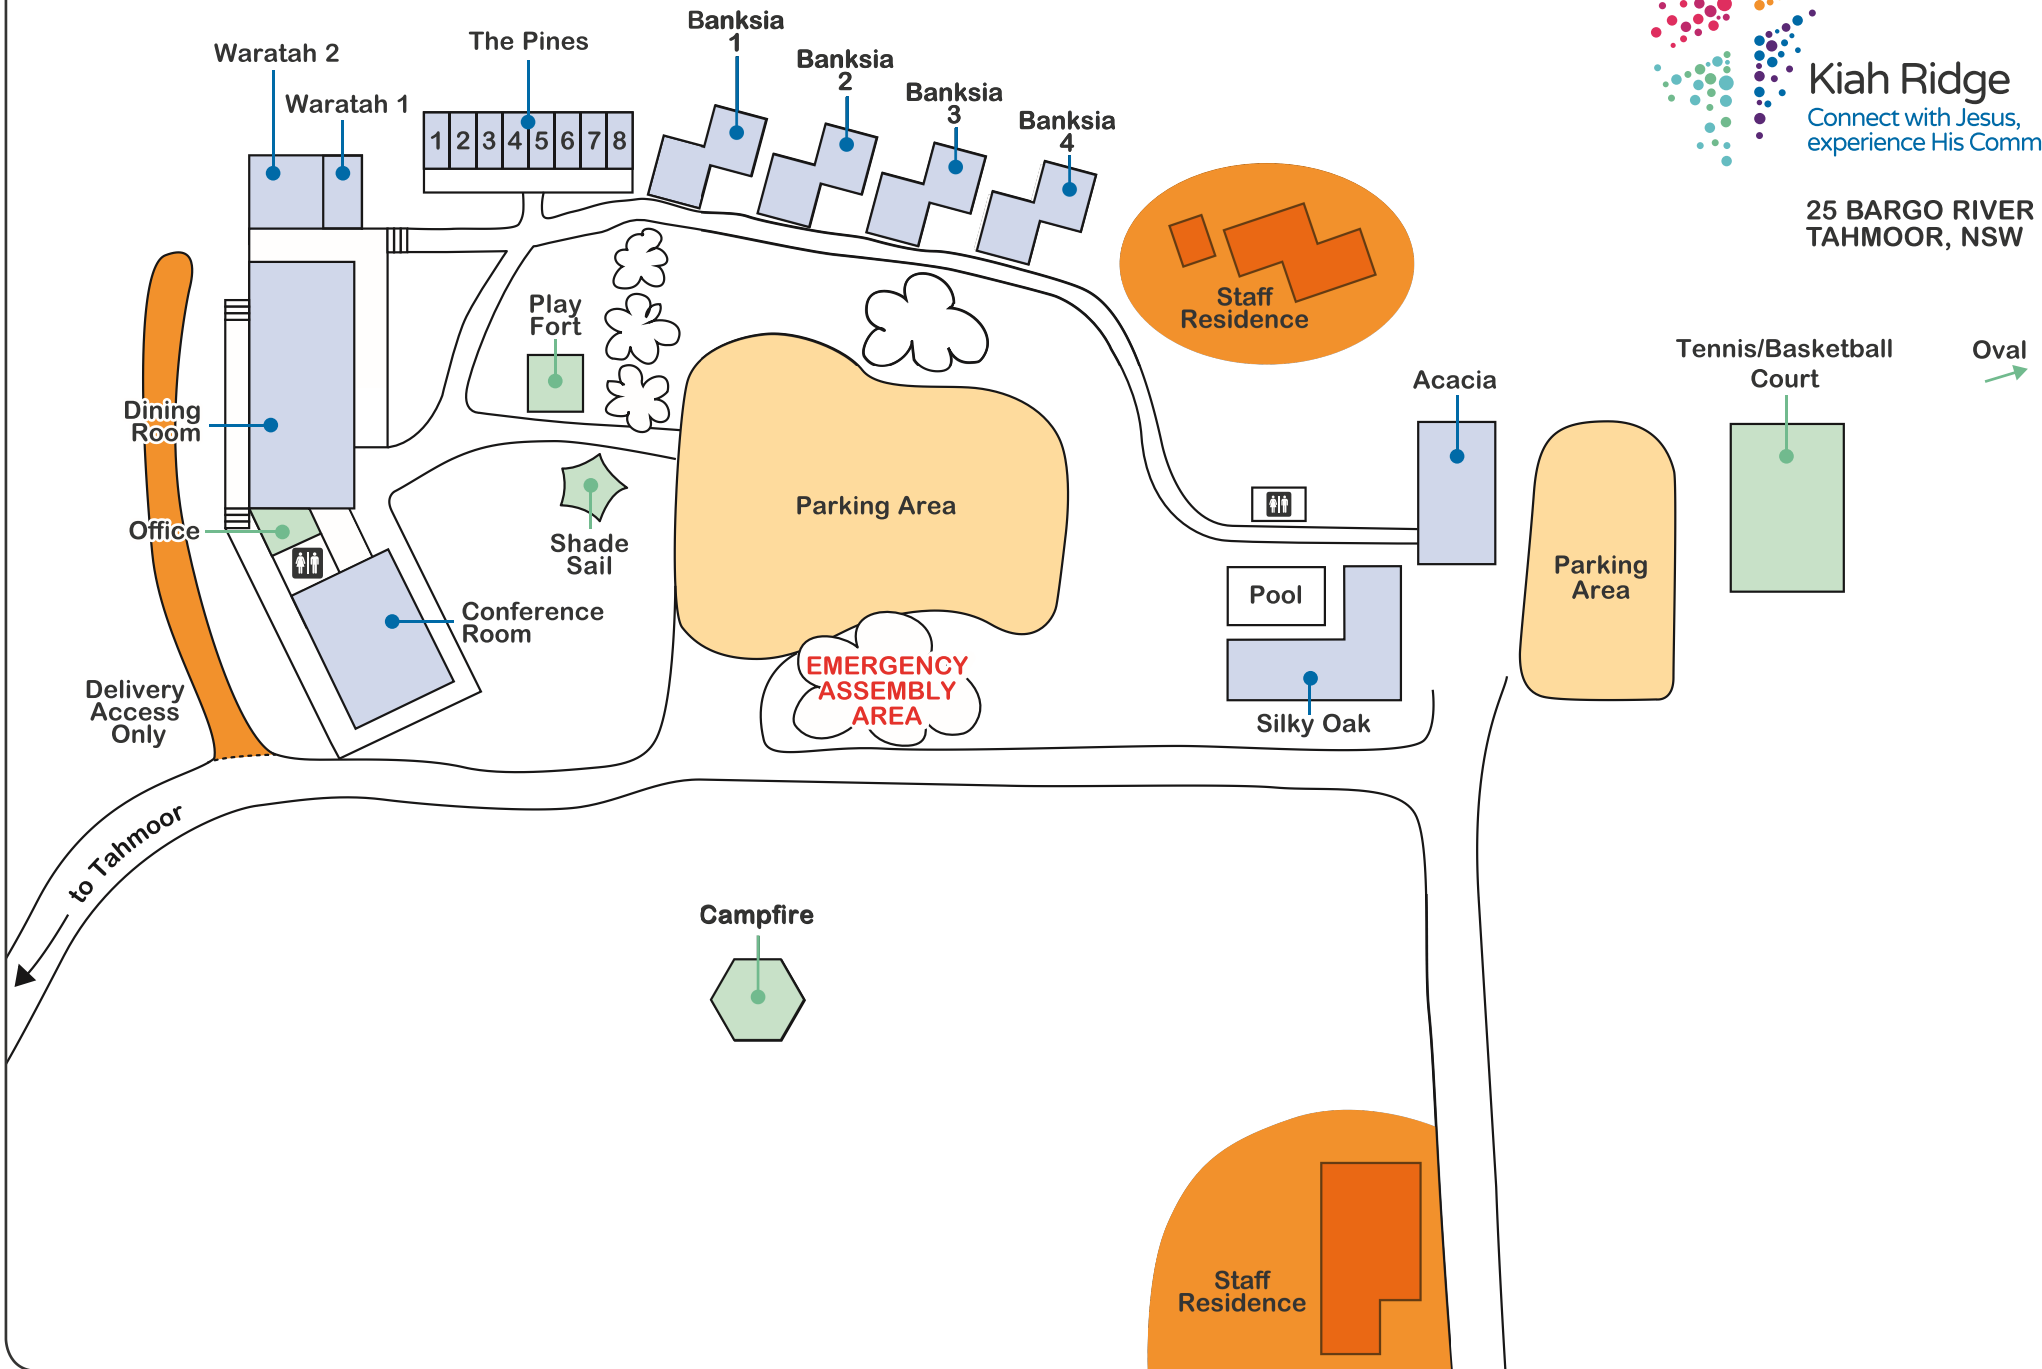 Waratah 2
Waratah 1
The Pines
1 2 3 4 5 6 7 8
Banksia
1
Banksia
2
Banksia
3
Banksia
4
Kiah Ridge
Connect with Jesus,
experience His Comm
25 BARGO RIVER
TAHMOOR, NSW
Staff
Residence
Play
Fort
Tennis/Basketball
Court
Oval
Acacia
Dining
Room
Parking Area
Office
Shade
Sail
Parking
Area
Pool
Conference
Room
EMERGENCY
ASSEMBLY
AREA
Delivery
Access
Only
Silky Oak
to Tahmoor
Campfire
Staff
Residence